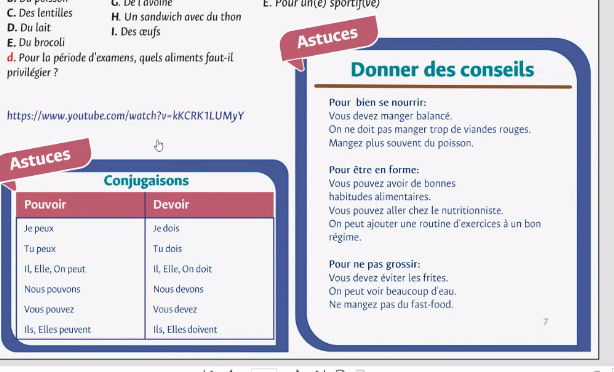 C. Des lentilles
D. Du lait
E. Du brocoli
H. Un sandwich avec du thon
I. Des œufs
E. Pour un(e) sportif(ve)
d. Pour la période d'examens, quels aliments faut-il
privilégier ?
https://www.youtube.com/watch?v=kKCRK1LUMyY
Astuces
Conjugaisons
Pouvoir Devoir
Je peux Je dois
Tu peux Tu dois
Il, Elle, On peut Il, Elle, On doit
Nous pouvons Nous devons
Vous pouvez Vous devez
Ils, Elles peuvent Ils, Elles doivent
Astuces
Donner des conseils
Pour bien se nourrir:
Vous devez manger balancé.
On ne doit pas manger trop de viandes rouges.
Mangez plus souvent du poisson.
Pour être en forme:
Vous pouvez avoir de bonnes
habitudes alimentaires.
Vous pouvez aller chez le nutritionniste.
On peut ajouter une routine d'exercices à un bon
régime.
Pour ne pas grossir:
Vous devez éviter les frites.
On peut voir beaucoup d'eau.
Ne mangez pas du fast-food.
7